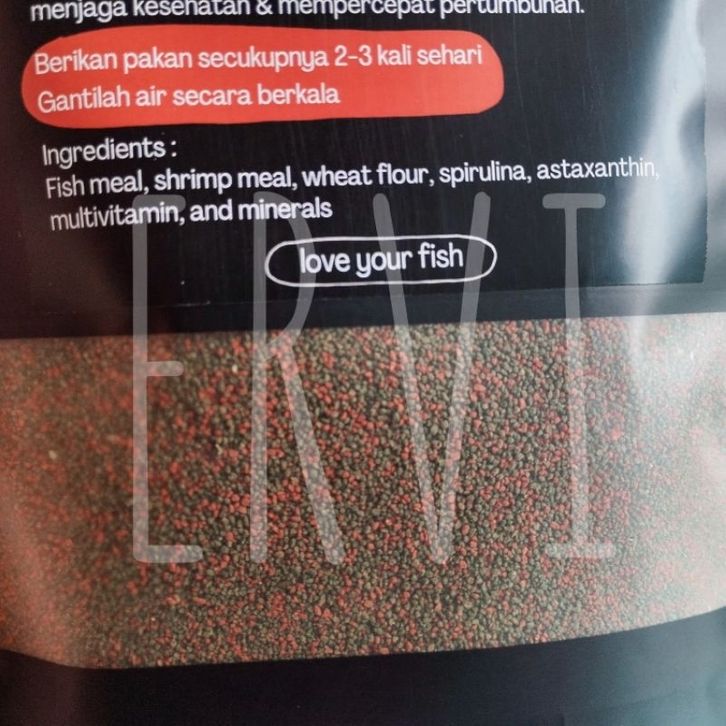 menjaga kesehatan & mempercepat pertumbuhan.
Berikan pakan secukupnya 2-3 kali sehari
Gantilah air secara berkala
Ingredients :
Fish meal, shrimp meal, wheat flour, spirulina, astaxanthin,
multivitamin, and minerals
love your fish
ERVI